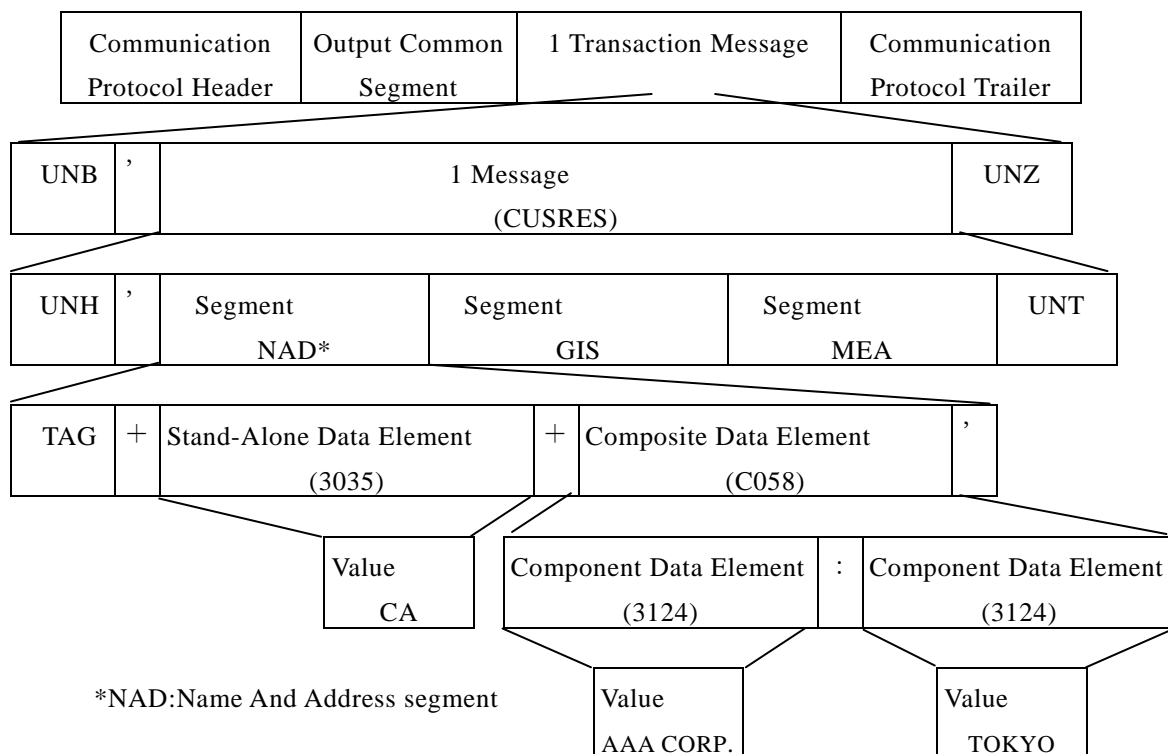 Communication Output Common 1 Transaction Message Communication
Protocol Header Segment Protocol Trailer
UNB ’ 1 Message UNZ
(CUSRES)
UNH ’ Segment Segment Segment UNT
NAD* GIS MEA
TAG + Stand-Alone Data Element + Composite Data Element ’
(3035) (C058)
Value Component Data Element : Component Data Element
CA (3124) (3124)
*NAD:Name And Address segment Value Value
AAA CORP. TOKYO